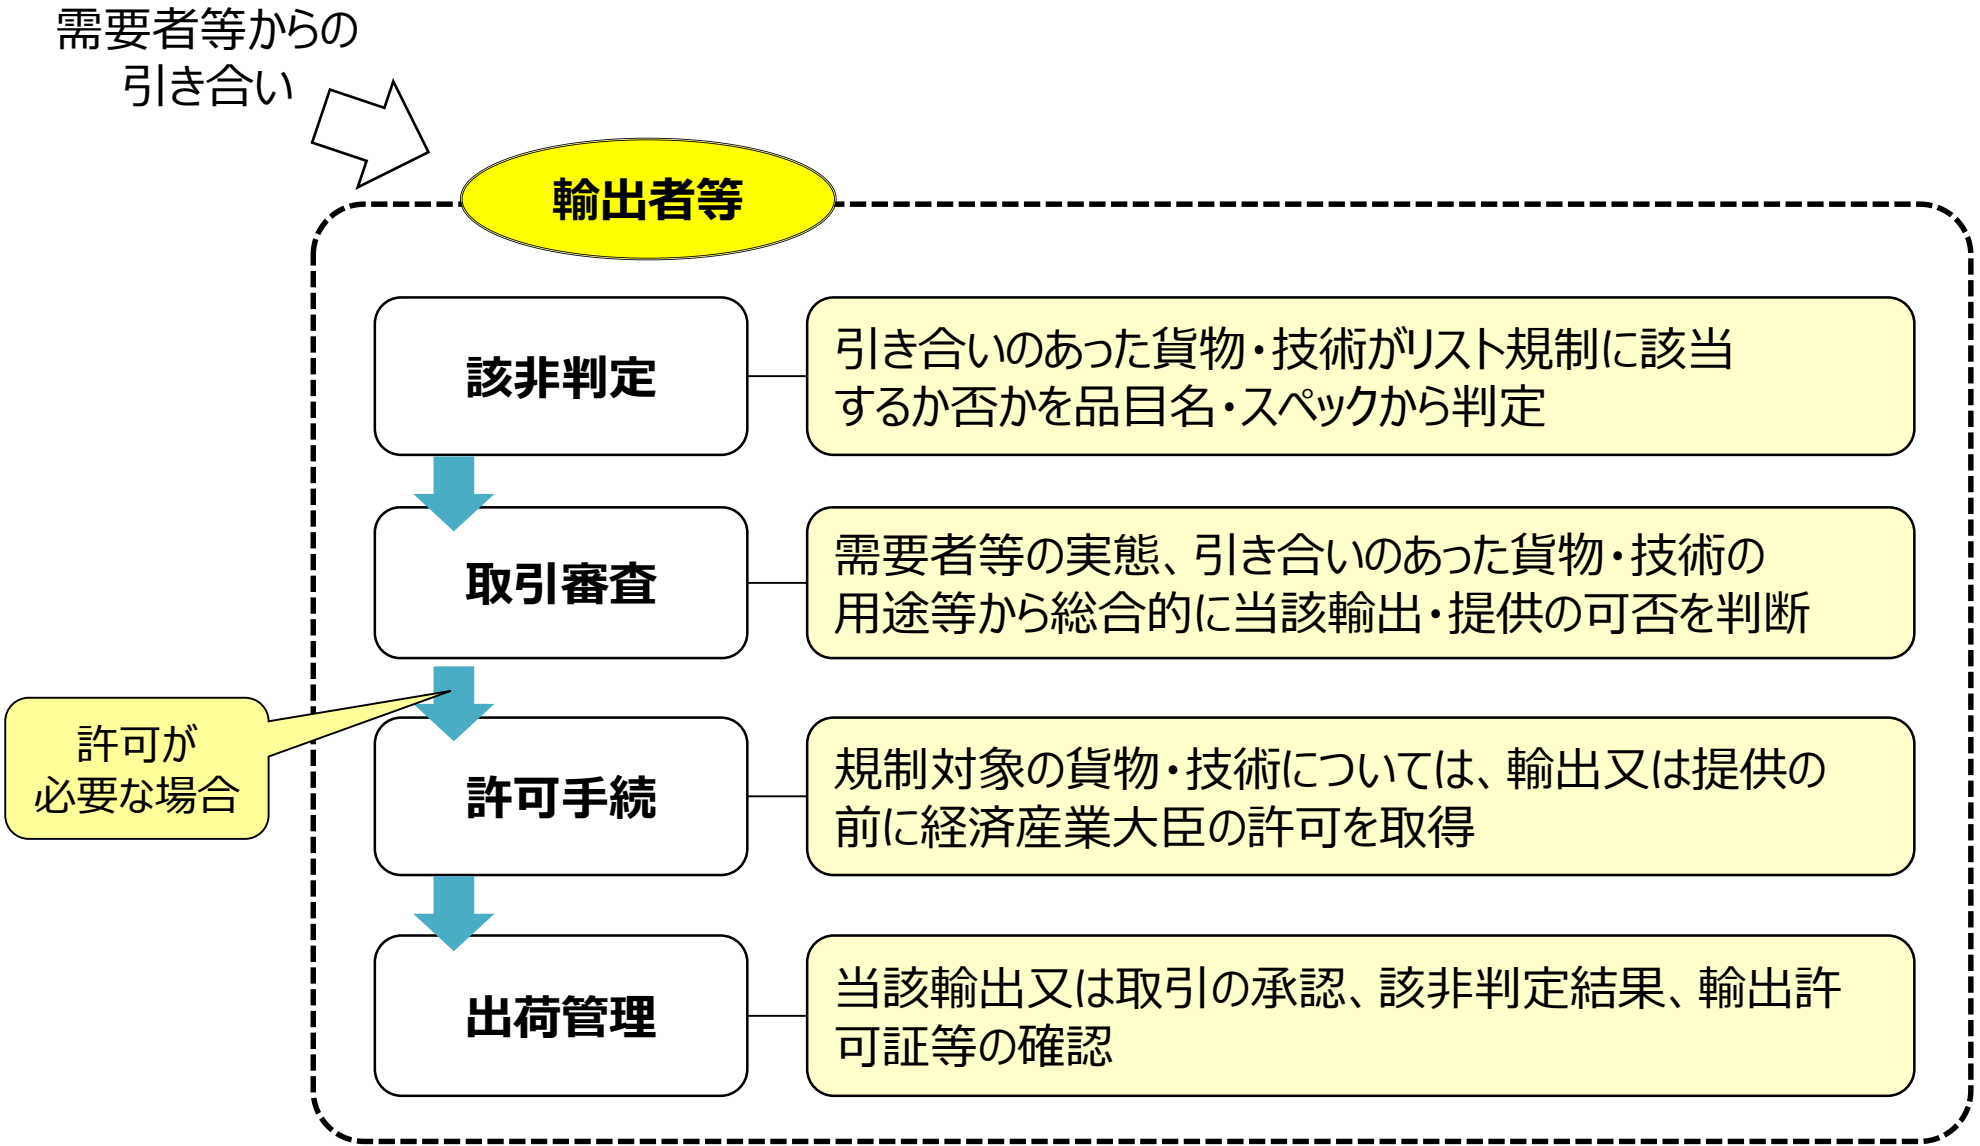 需要者等からの
引き合い
輸出者等
該非判定
引き合いのあった貨物・技術がリスト規制に該当
するか否かを品目名・スペックから判定
取引審査
需要者等の実態、引き合いのあった貨物・技術の
用途等から総合的に当該輸出・提供の可否を判断
許可が
必要な場合
許可手続
規制対象の貨物・技術については、輸出又は提供の
前に経済産業大臣の許可を取得
出荷管理
当該輸出又は取引の承認、該非判定結果、輸出許
可証等の確認